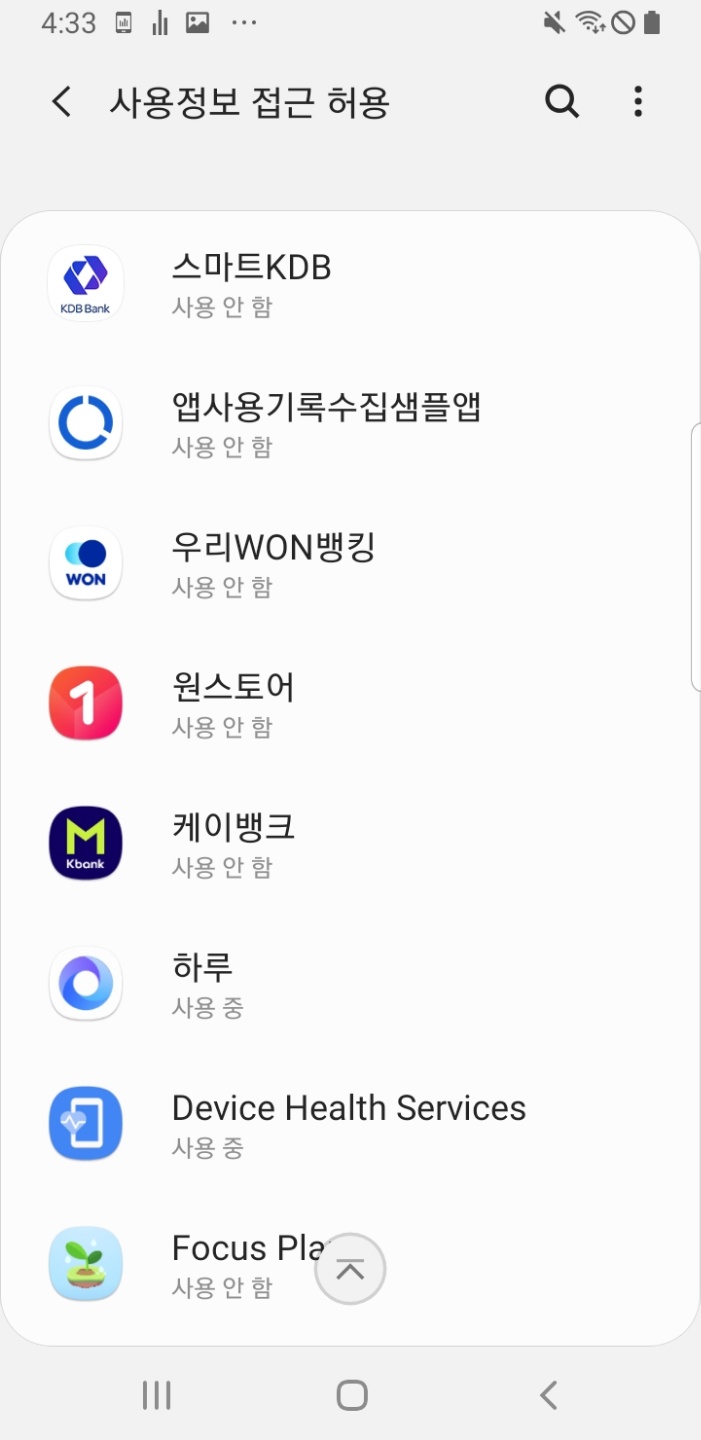 4:33
사용정보 접근 허용
스마트KDB
사용 안 함
KDB Bank
앱사용기록수집샘플앱
사용 안 함
우리WON뱅킹
사용 안 함
WON
원스토어
사용 안 함
1
케이뱅크
사용 안 함
M
Kbank
하루
사용 중
Device Health Services
사용 중
Focus Pla
사용 안 함